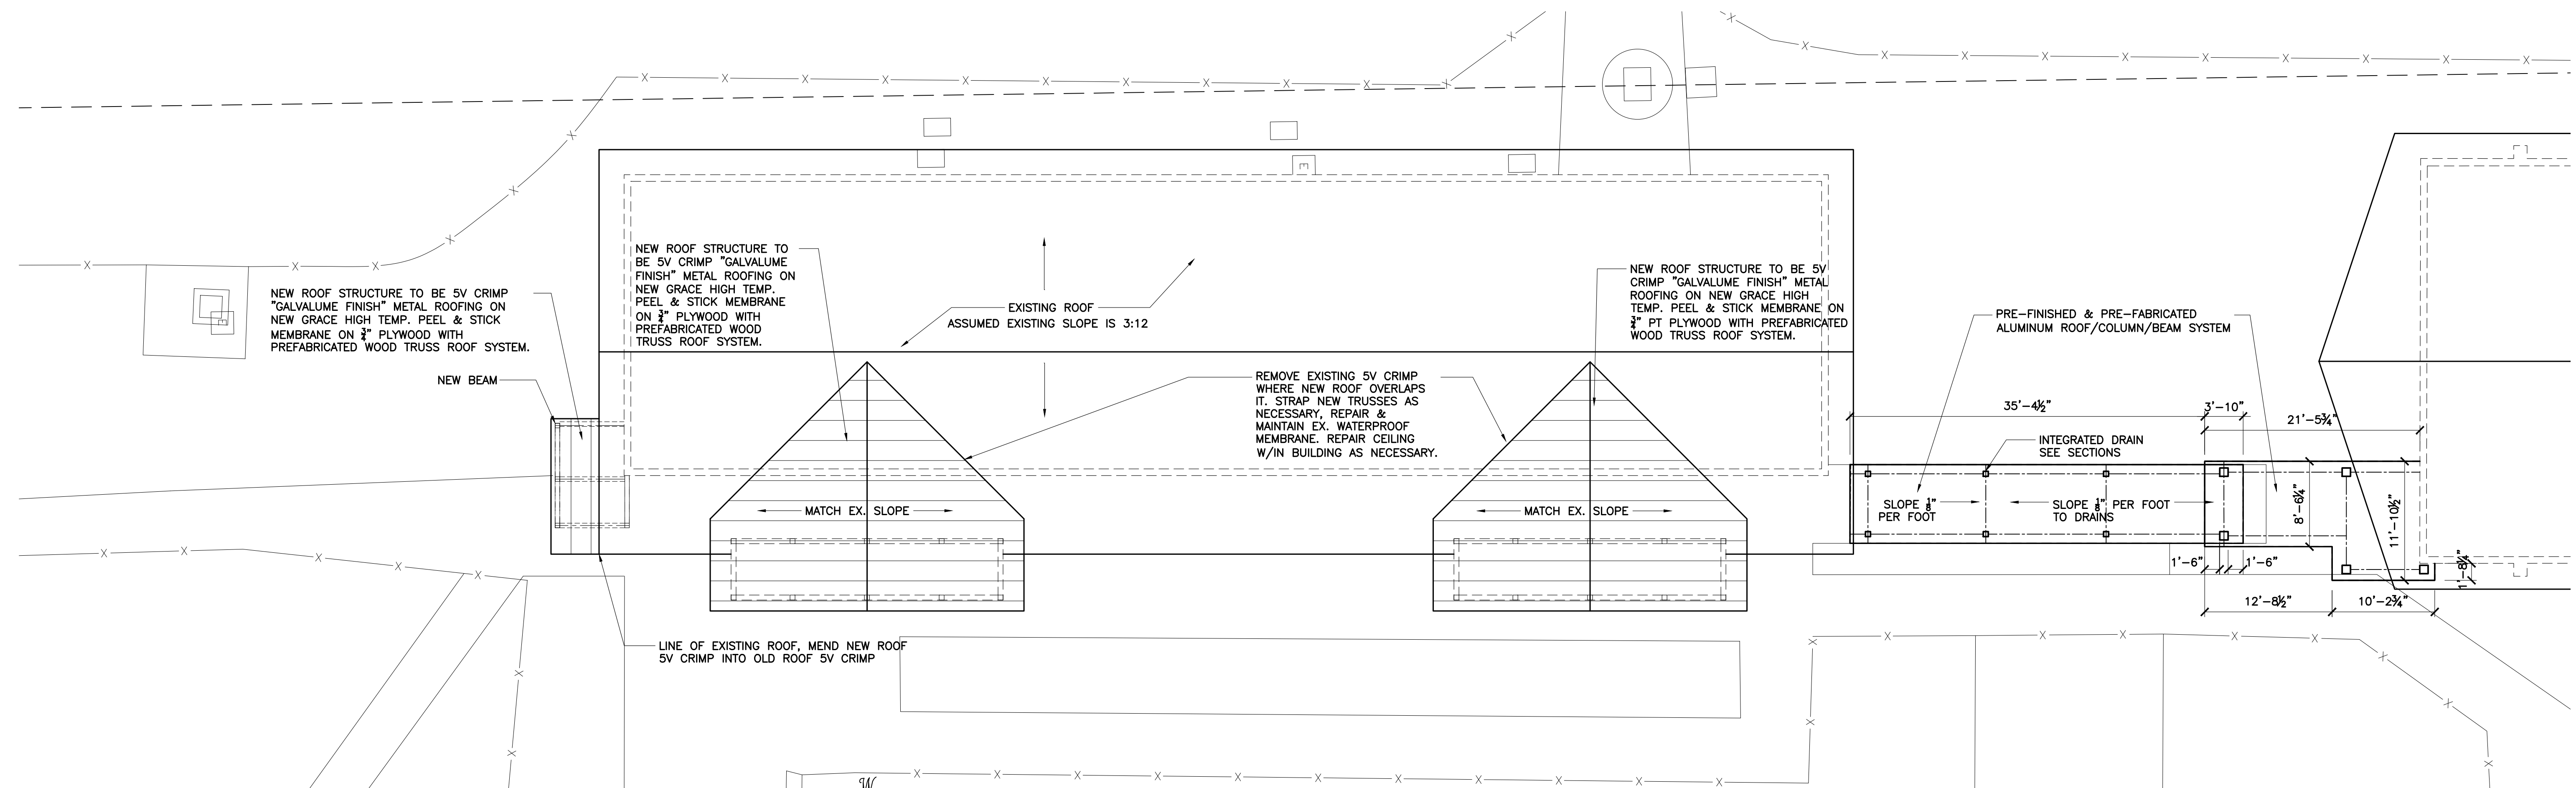 NEW ROOF STRUCTURE TO BE 5V CRIMP
"GALVALUME FINISH" METAL ROOFING ON
NEW GRACE HIGH TEMP. PEEL & STICK
MEMBRANE ON ¾" PLYWOOD WITH
PREFABRICATED WOOD TRUSS ROOF SYSTEM.
NEW BEAM
NEW ROOF STRUCTURE TO
BE 5V CRIMP "GALVALUME
FINISH" METAL ROOFING ON
NEW GRACE HIGH TEMP.
PEEL & STICK MEMBRANE
ON ¾" PLYWOOD WITH
PREFABRICATED WOOD
TRUSS ROOF SYSTEM.
EXISTING ROOF
ASSUMED EXISTING SLOPE IS 3:12
NEW ROOF STRUCTURE TO BE 5V
CRIMP "GALVALUME FINISH" METAL
ROOFING ON NEW GRACE HIGH
TEMP. PEEL & STICK MEMBRANE ON
¾" PT PLYWOOD WITH PREFABRICATED
WOOD TRUSS ROOF SYSTEM.
REMOVE EXISTING 5V CRIMP
WHERE NEW ROOF OVERLAPS
IT. STRAP NEW TRUSSES AS
NECESSARY, REPAIR &
MAINTAIN EX. WATERPROOF
MEMBRANE. REPAIR CEILING
W/IN BUILDING AS NECESSARY.
MATCH EX. SLOPE
MATCH EX. SLOPE
LINE OF EXISTING ROOF, MEND NEW ROOF
5V CRIMP INTO OLD ROOF 5V CRIMP
PRE-FINISHED & PRE-FABRICATED
ALUMINUM ROOF/COLUMN/BEAM SYSTEM
35'-4½"
3'-10"
21'-5¾"
INTEGRATED DRAIN
SEE SECTIONS
SLOPE ⅛"
PER FOOT
SLOPE ⅛" PER FOOT
TO DRAINS
8'-6¼"
11'-10½"
1'-8¼"
1'-6"
1'-6"
12'-8½"
10'-2¾"
W
X